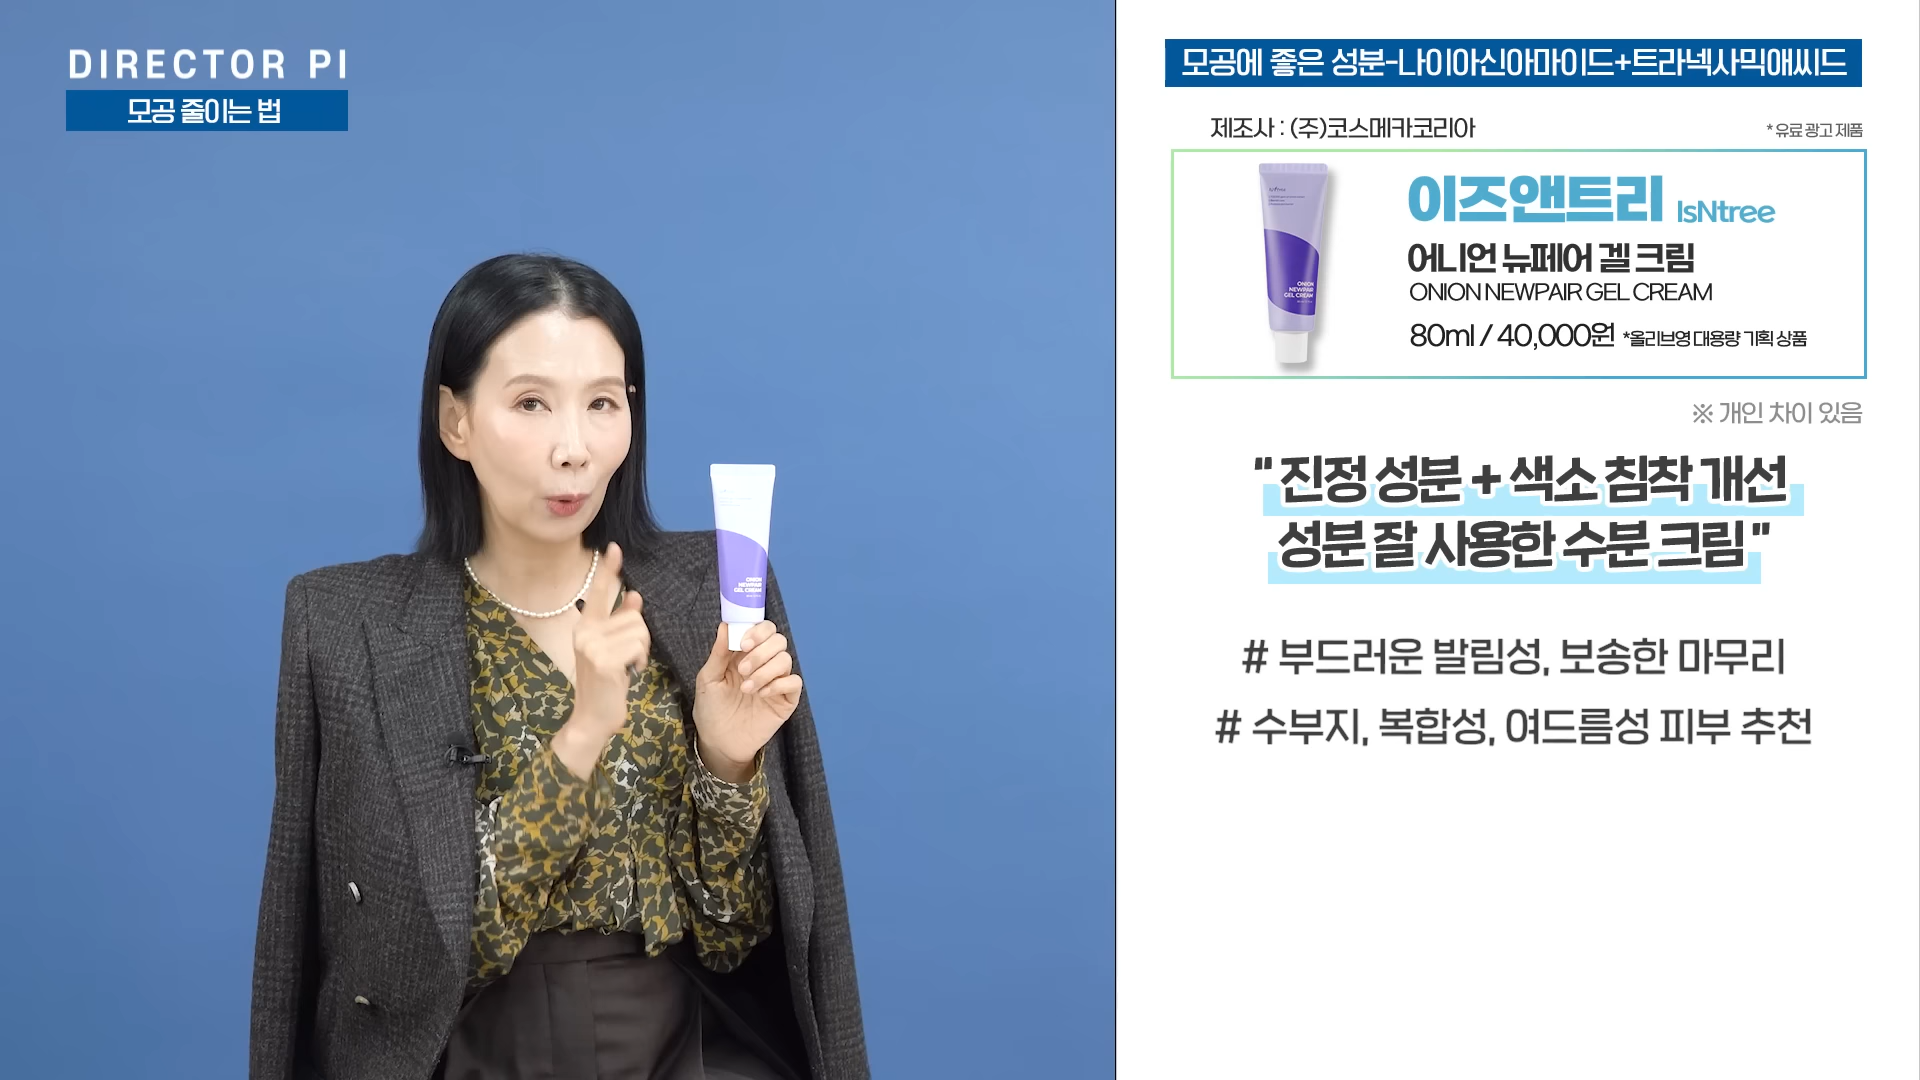 DIRECTOR PI
모공 줄이는 법
모공에 좋은 성분-나이아신아마이드+트라넥사믹애씨드
제조사 : (주)코스메카코리아
* 유료 광고 제품
이즈앤트리 IsNtree
어니언 뉴페어 겔 크림
ONION NEWPAIR GEL CREAM
80ml / 40,000원 *올리브영 대용량 기획 상품
ONION
NEWPAIR
GEL CREAM
※ 개인 차이 있음
" 진정 성분 + 색소 침착 개선
성분 잘 사용한 수분 크림 "
# 부드러운 발림성, 보송한 마무리
# 수부지, 복합성, 여드름성 피부 추천
ONION
NEWPAIR
GEL CREAM